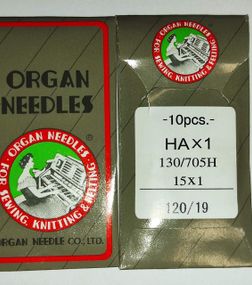 ORGAN
NEEDLES
®
· ORGAN NEEDLES ·
FOR SEWING, KNITTING & FELTING
ORGAN NEEDLE CO., LTD.
· ORGAN NEEDLES ·
FOR SEWING, KNITTING & FELTING
-10pcs.-
HA×1
130/705H
15X1
120/19